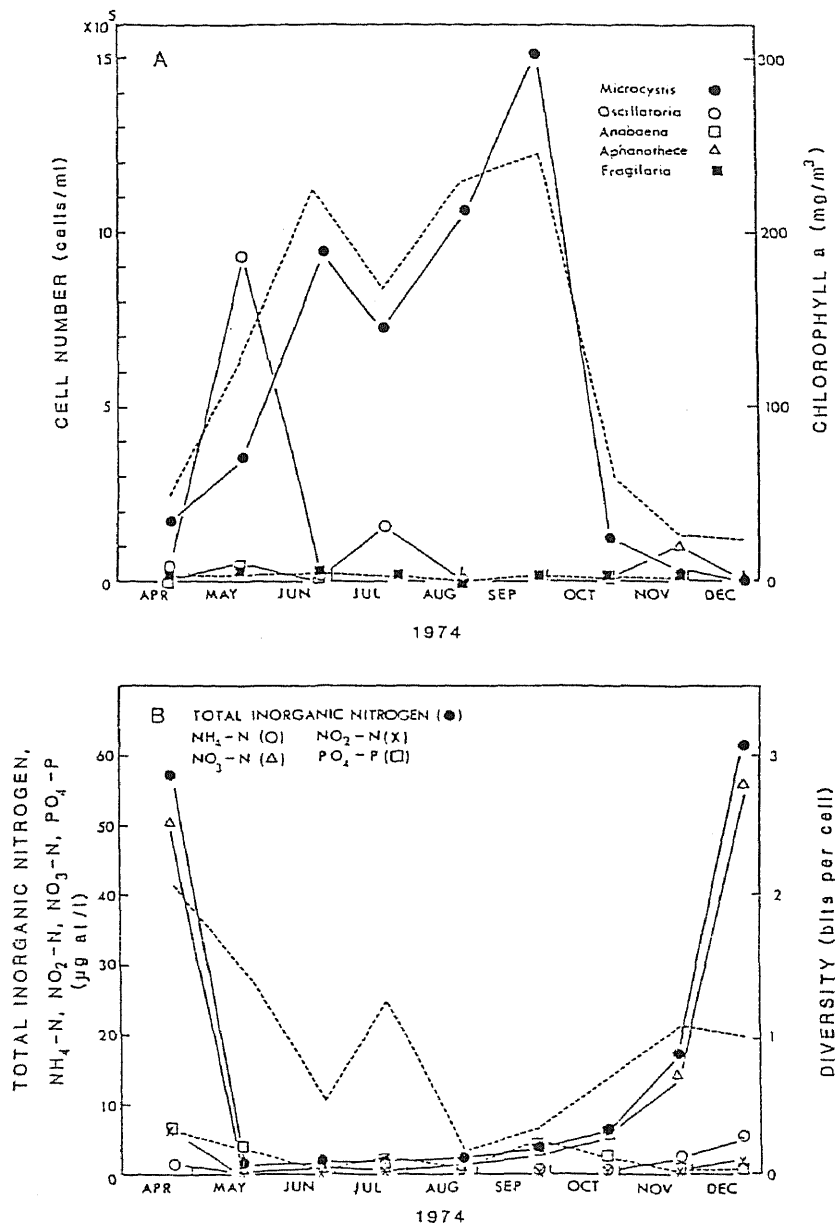 ×10⁵
A
15
10
5
0
300
200
100
0
Microcystis
Oscillatoria
Anabaena
Aphanothece
Fragilaria
CELL NUMBER (cells/ml)
CHLOROPHYLL a (mg/m³)
APR MAY JUN JUL AUG SEP OCT NOV DEC
1974
B TOTAL INORGANIC NITROGEN (●)
NH₄-N (○) NO₂-N (x)
NO₃-N (△) PO₄-P (□)
60
50
40
30
20
10
0
3
2
1
0
TOTAL INORGANIC NITROGEN,
NH₄-N, NO₂-N, NO₃-N, PO₄-P
(µg at/l)
DIVERSITY (bits per cell)
APR MAY JUN JUL AUG SEP OCT NOV DEC
1974